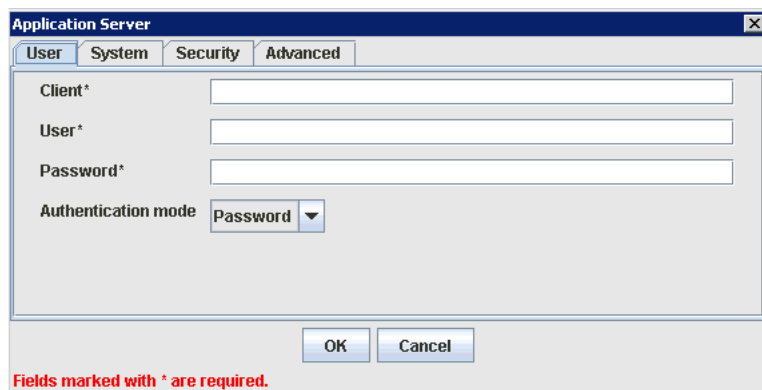 Application Server
User System Security Advanced
Client*
User*
Password*
Authentication mode Password
OK Cancel
Fields marked with * are required.